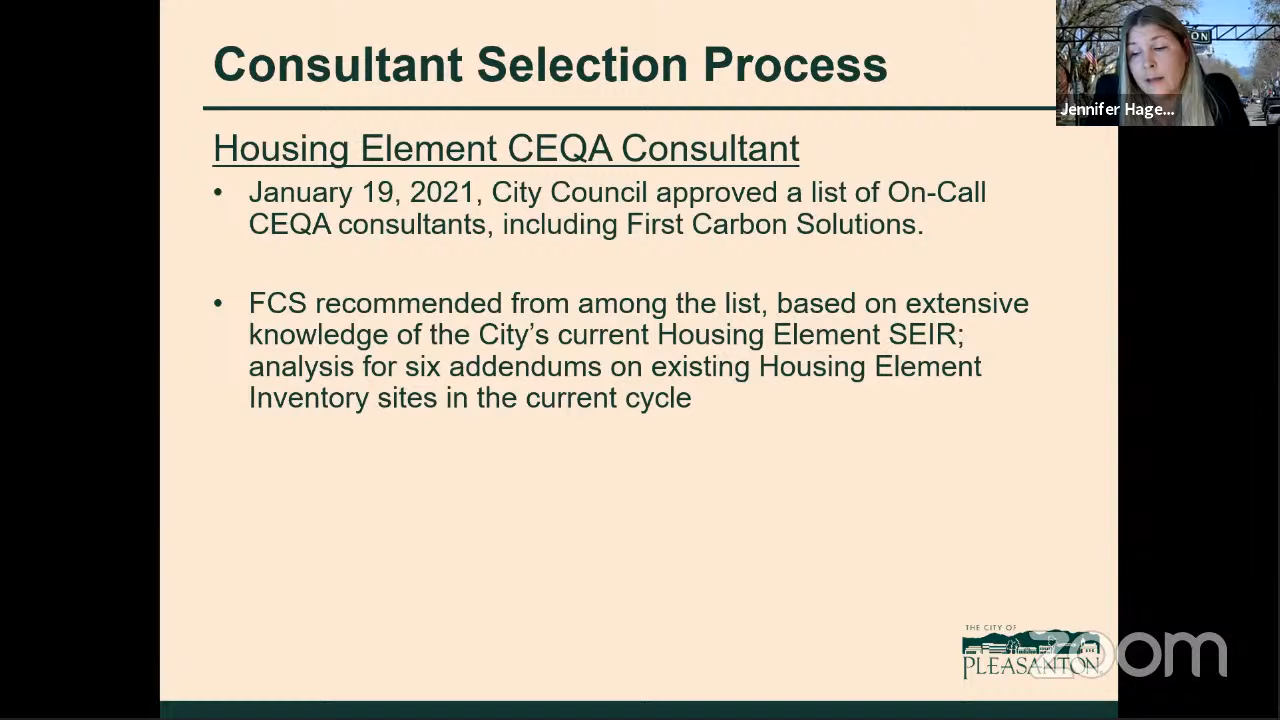 Consultant Selection Process
ON
Jennifer Hage...
Housing Element CEQA Consultant
• January 19, 2021, City Council approved a list of On-Call
CEQA consultants, including First Carbon Solutions.
• FCS recommended from among the list, based on extensive
knowledge of the City’s current Housing Element SEIR;
analysis for six addendums on existing Housing Element
Inventory sites in the current cycle
THE CITY OF
PLEASANTON
zoom